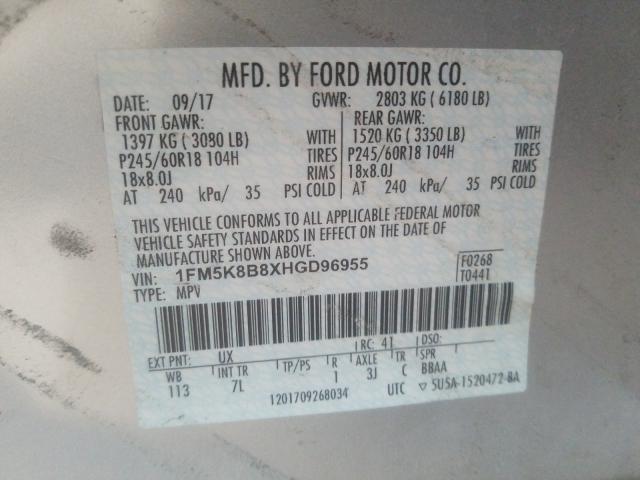 MFD. BY FORD MOTOR CO.
DATE: 09/17 GVWR: 2803 KG ( 6180 LB)
FRONT GAWR: REAR GAWR:
1397 KG ( 3080 LB) WITH 1520 KG ( 3350 LB) WITH
P245/60R18 104H TIRES P245/60R18 104H TIRES
18x8.0J RIMS 18x8.0J RIMS
AT 240 kPa/ 35 PSI COLD AT 240 kPa/ 35 PSI COLD
THIS VEHICLE CONFORMS TO ALL APPLICABLE FEDERAL MOTOR
VEHICLE SAFETY STANDARDS IN EFFECT ON THE DATE OF
MANUFACTURE SHOWN ABOVE.
VIN: 1FM5K8B8XHGD96955 F0268
TYPE: MPV T0441
EXT PNT: UX RC: 41 DSO:
WB INT TR TP/PS R AXLE TR SPR
113 7L 1 3J C BBAA
1201709268034 UTC ▽ 5U5A-1520472-BA